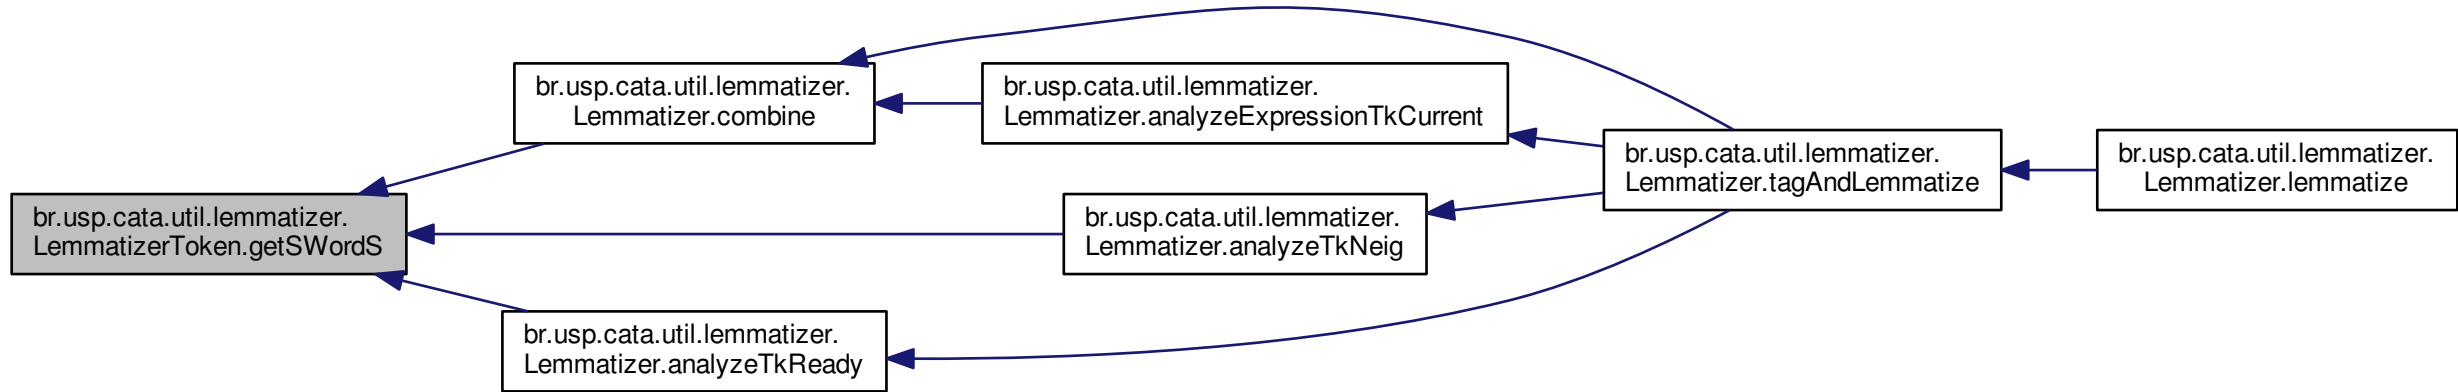 br.usp.cata.util.lemmatizer.
LemmatizerToken.getSWordS
br.usp.cata.util.lemmatizer.
Lemmatizer.combine
br.usp.cata.util.lemmatizer.
Lemmatizer.analyzeExpressionTkCurrent
br.usp.cata.util.lemmatizer.
Lemmatizer.analyzeTkNeig
br.usp.cata.util.lemmatizer.
Lemmatizer.analyzeTkReady
br.usp.cata.util.lemmatizer.
Lemmatizer.tagAndLemmatize
br.usp.cata.util.lemmatizer.
Lemmatizer.lemmatize